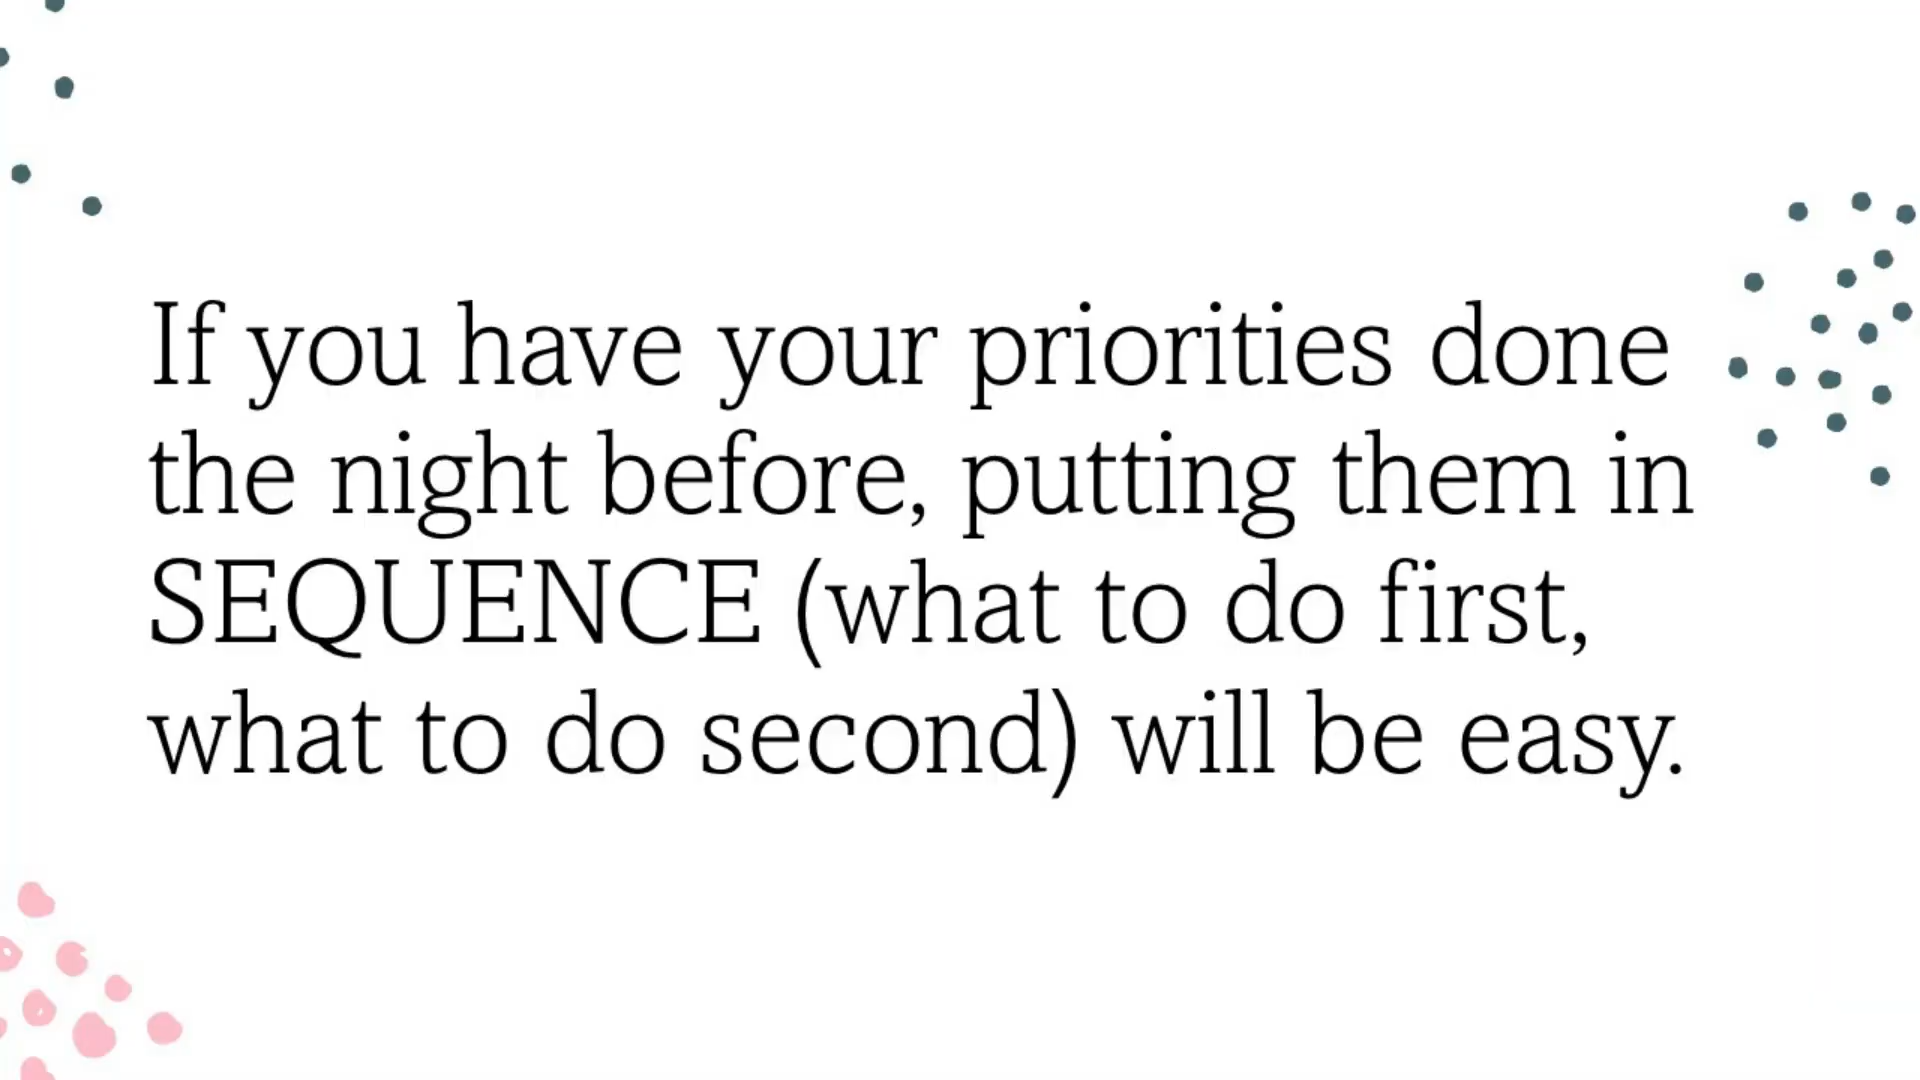 If you have your priorities done
the night before, putting them in
SEQUENCE (what to do first,
what to do second) will be easy.